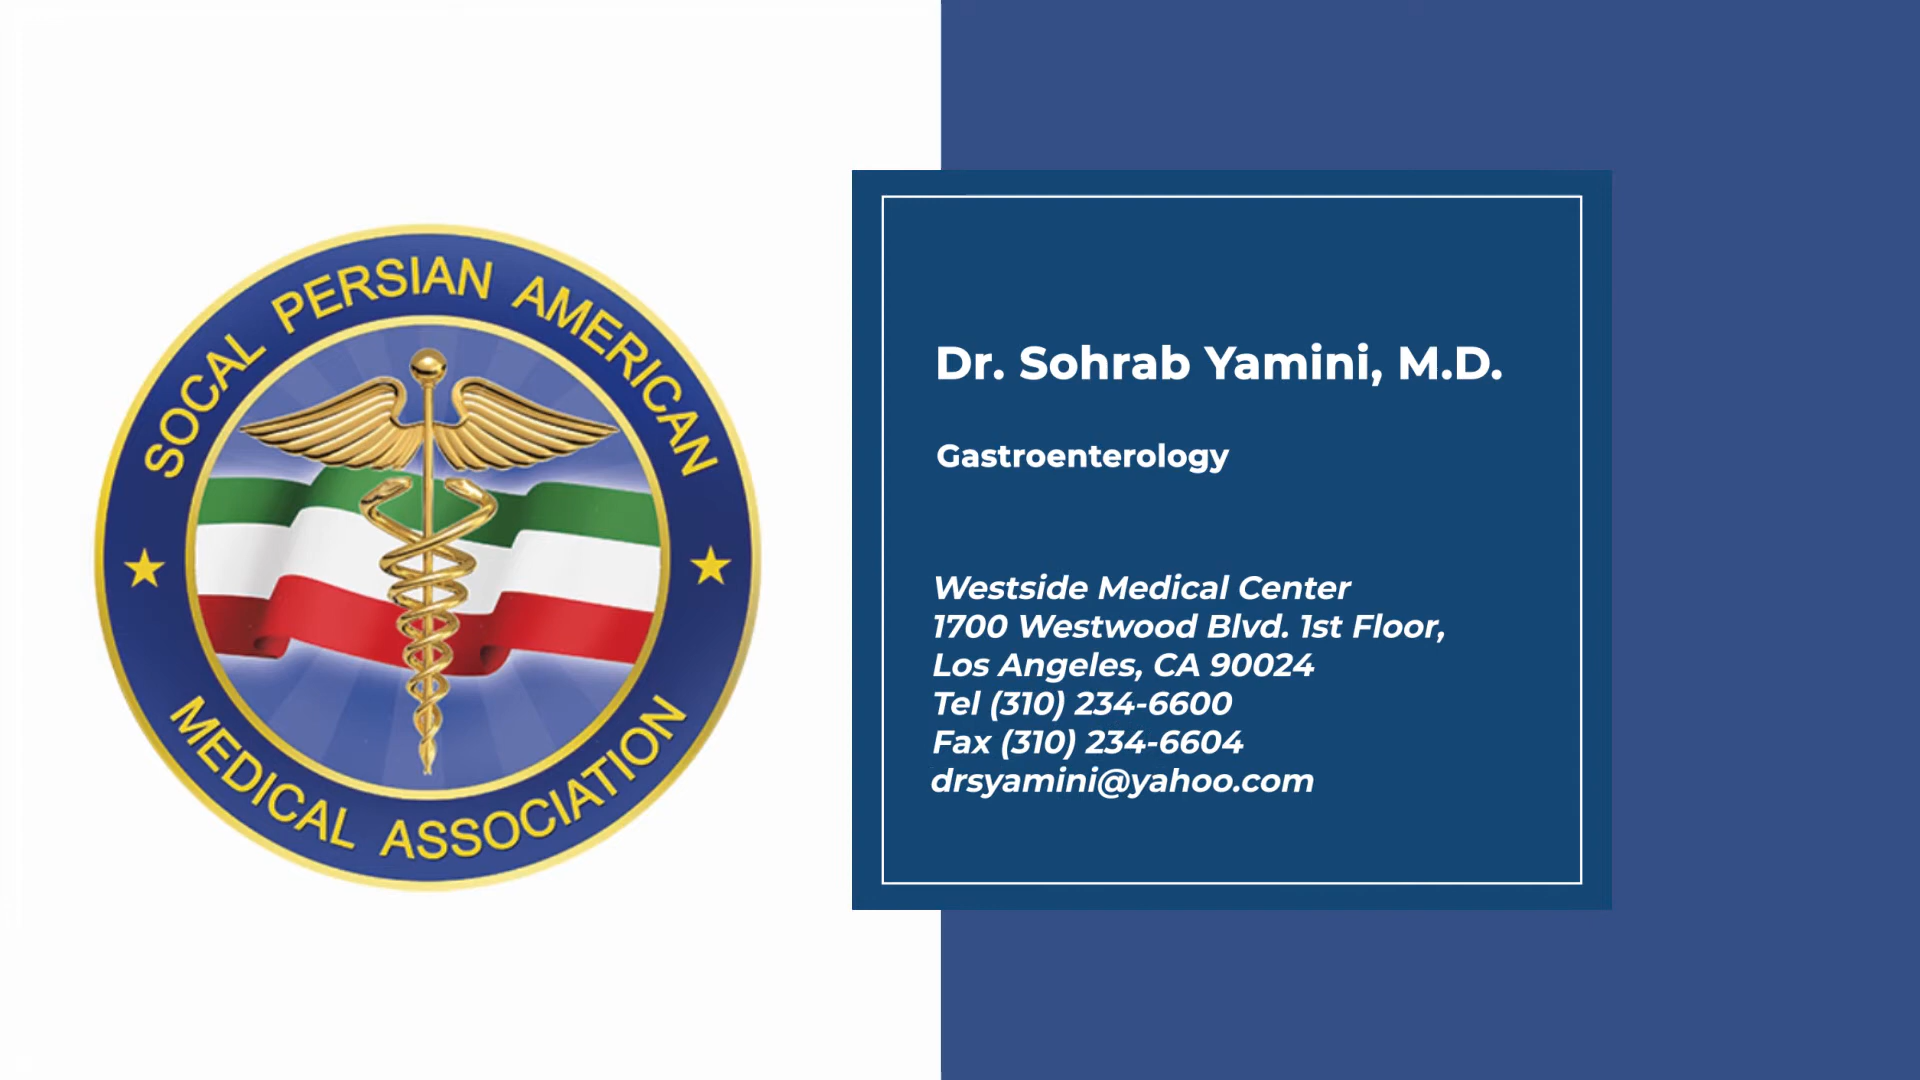 SOCAL PERSIAN AMERICAN
MEDICAL ASSOCIATION
Dr. Sohrab Yamini, M.D.
Gastroenterology
Westside Medical Center
1700 Westwood Blvd. 1st Floor,
Los Angeles, CA 90024
Tel (310) 234-6600
Fax (310) 234-6604
drsyamini@yahoo.com